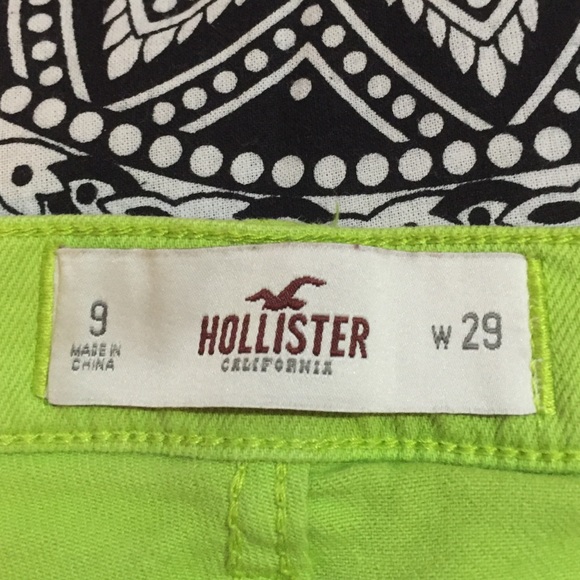 9
MADE IN
CHINA
HOLLISTER
CALIFORNIA
W 29